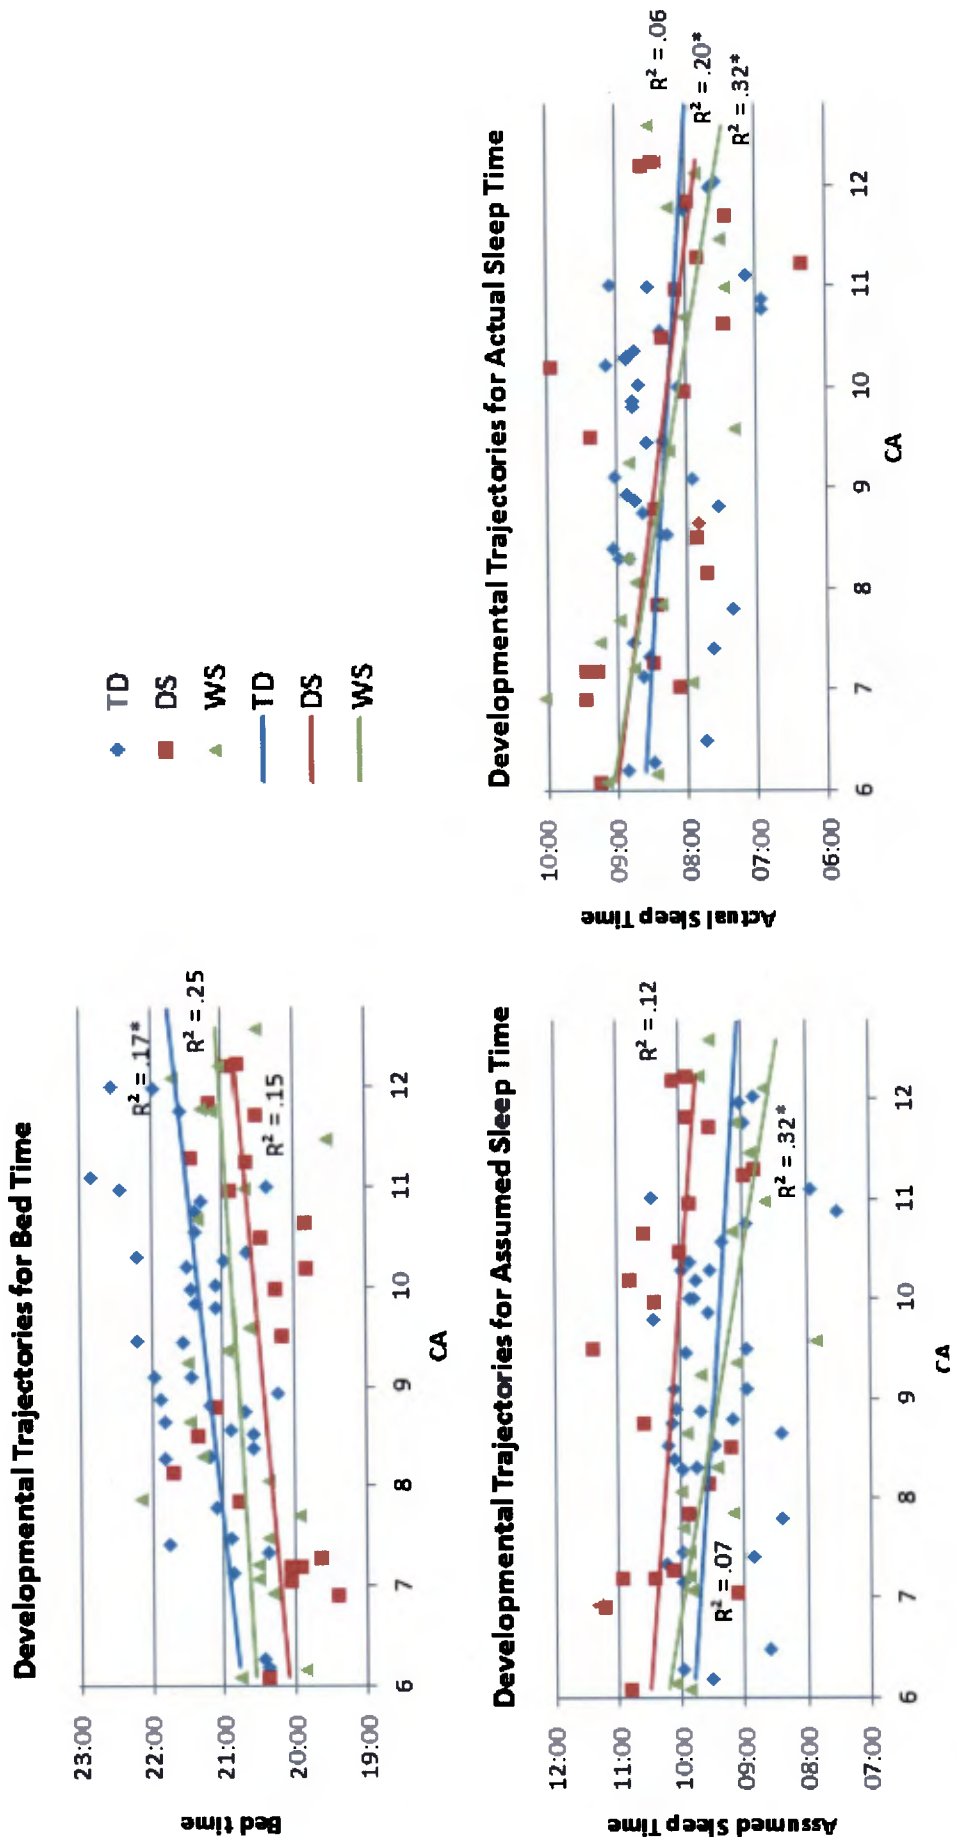 Developmental Trajectories for Bed Time
Bed time
23:00
22:00
21:00
20:00
19:00
6
7
8
9
10
11
12
CA
R² = .17*
R² = .25
R² = .15
TD
DS
WS
TD
DS
WS
Developmental Trajectories for Assumed Sleep Time
Assumed Sleep Time
12:00
11:00
10:00
09:00
08:00
07:00
6
7
8
9
10
11
12
CA
R² = .12
R² = .07
R² = .32*
Developmental Trajectories for Actual Sleep Time
Actual Sleep Time
10:00
09:00
08:00
07:00
06:00
6
7
8
9
10
11
12
CA
R² = .06
R² = .20*
R² = .32*